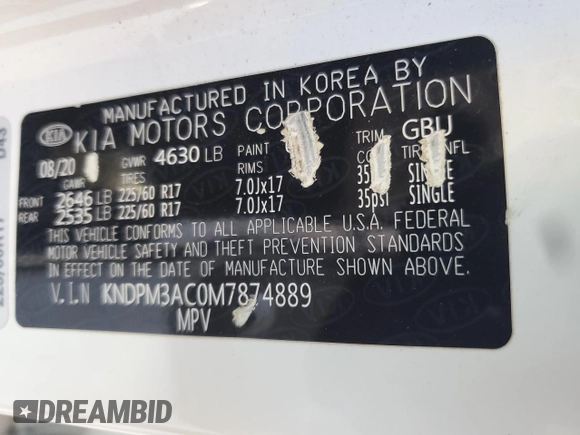 MANUFACTURED IN KOREA BY
KIA KIA MOTORS CORPORATION
08/20 GVWR 4630 LB PAINT TRIM GBU
GAWR TIRES RIMS
FRONT 2646 LB 225/60 R17 7.0Jx17 SINGLE
REAR 2535 LB 225/60 R17 7.0Jx17 35psi SINGLE
THIS VEHICLE CONFORMS TO ALL APPLICABLE U.S.A. FEDERAL
MOTOR VEHICLE SAFETY AND THEFT PREVENTION STANDARDS
IN EFFECT ON THE DATE OF MANUFACTURE SHOWN ABOVE.
V.I.N KNDPM3AC0M7874889
MPV
DREAMBID